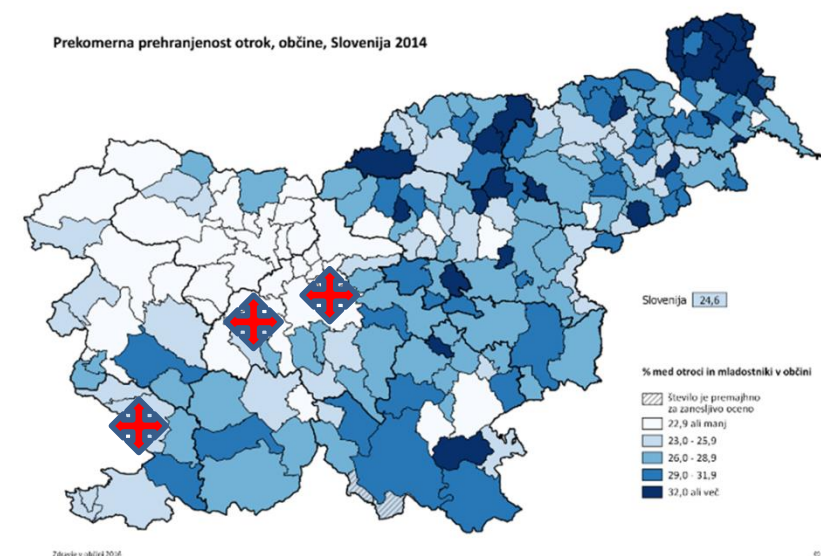 Prekomerna prehranjenost otrok, občine, Slovenija 2014
Slovenija 24,6
% med otroci in mladostniki v občini
število je premajhno
za zanesljivo oceno
22,9 ali manj
23,0 - 25,9
26,0 - 28,9
29,0 - 31,9
32,0 ali več
Zdravje v občini 2016